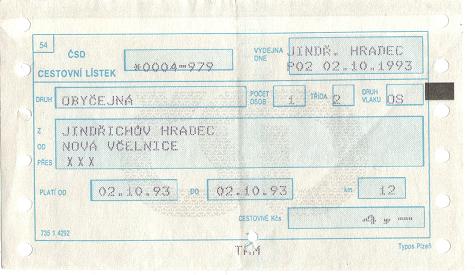 54
ČSD *0004"979 VÝDEJNA JINDŘ. HRADEC
CESTOVNÍ LÍSTEK DNE P02 02.10.1993
DRUH OBYČEJNÁ POČET OSOB 1 TŘÍDA 2 DRUH VLAKU OS
Z JINDŘICHŮV HRADEC
OD NOVÁ VČELNICE
PŘES XXX
PLATÍ OD 02.10.93 DO 02.10.93 km 12
CESTOVNÉ Kčs
735 1 4292 Typos Plzeň